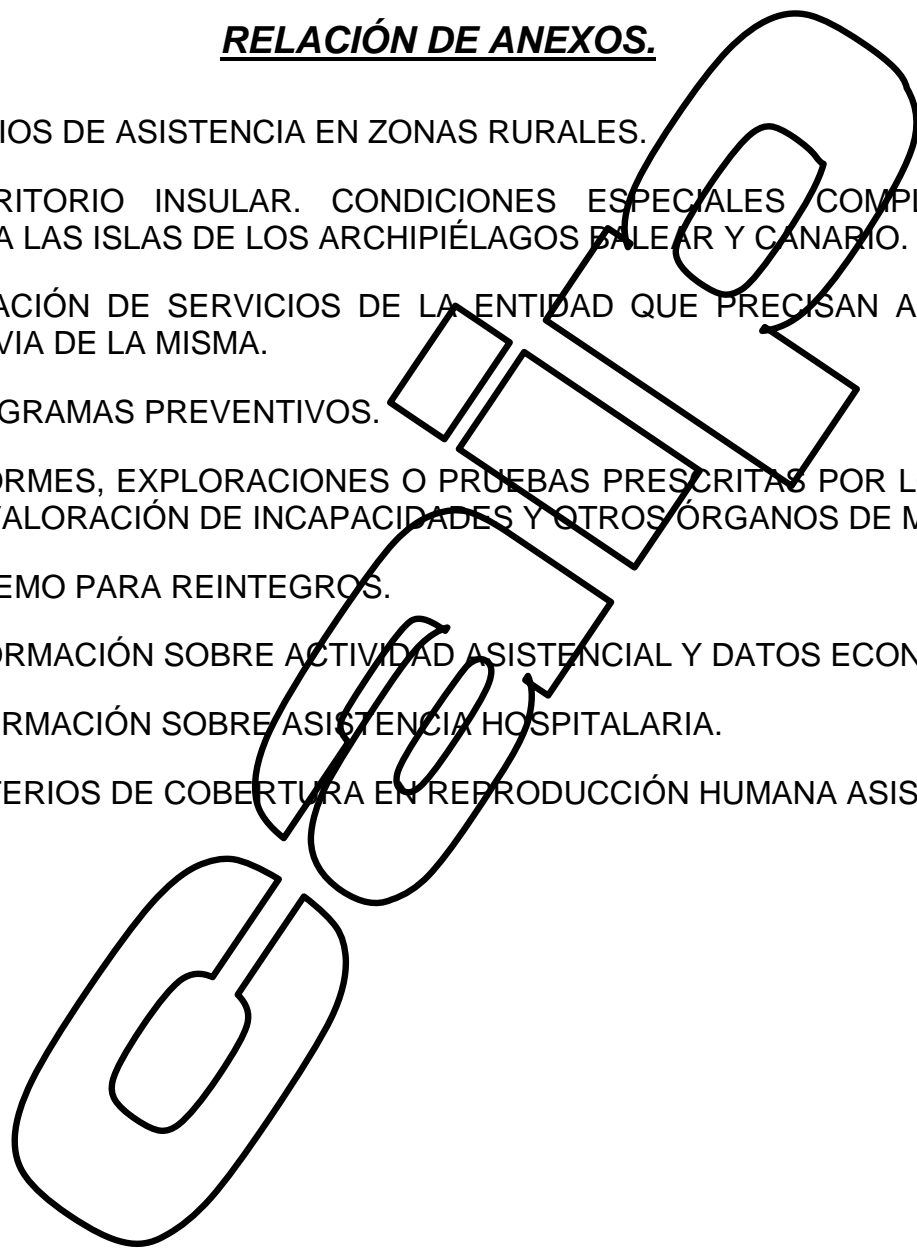 RELACIÓN DE ANEXOS.
IOS DE ASISTENCIA EN ZONAS RURALES.
RITORIO INSULAR. CONDICIONES ESPECIALES COMPL
A LAS ISLAS DE LOS ARCHIPIÉLAGOS BALEAR Y CANARIO.
ACIÓN DE SERVICIOS DE LA ENTIDAD QUE PRECISAN A
VIA DE LA MISMA.
GRAMAS PREVENTIVOS.
ORMES, EXPLORACIONES O PRUEBAS PRESCRITAS POR L
VALORACIÓN DE INCAPACIDADES Y OTROS ÓRGANOS DE M
EMO PARA REINTEGROS.
ORMACIÓN SOBRE ACTIVIDAD ASISTENCIAL Y DATOS ECON
RMACIÓN SOBRE ASISTENCIA HOSPITALARIA.
TERIOS DE COBERTURA EN REPRODUCCIÓN HUMANA ASIS
CeTip